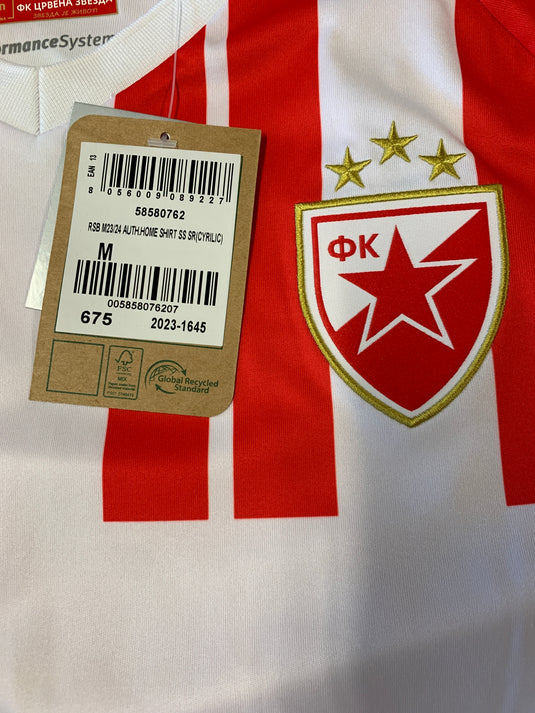 ФК ЦРВЕНА ЗВЕЗДА
ЗВЕЗДА ЈЕ ЖИВОТ!
ormanceSystem
EAN 13
8 056009 089227
58580762
RSB M23/24 AUTH.HOME SHIRT SS SR(CYRILIC)
M
005858076207
675 2023-1645
FSC
MIX
Global Recycled
Standard
ФК